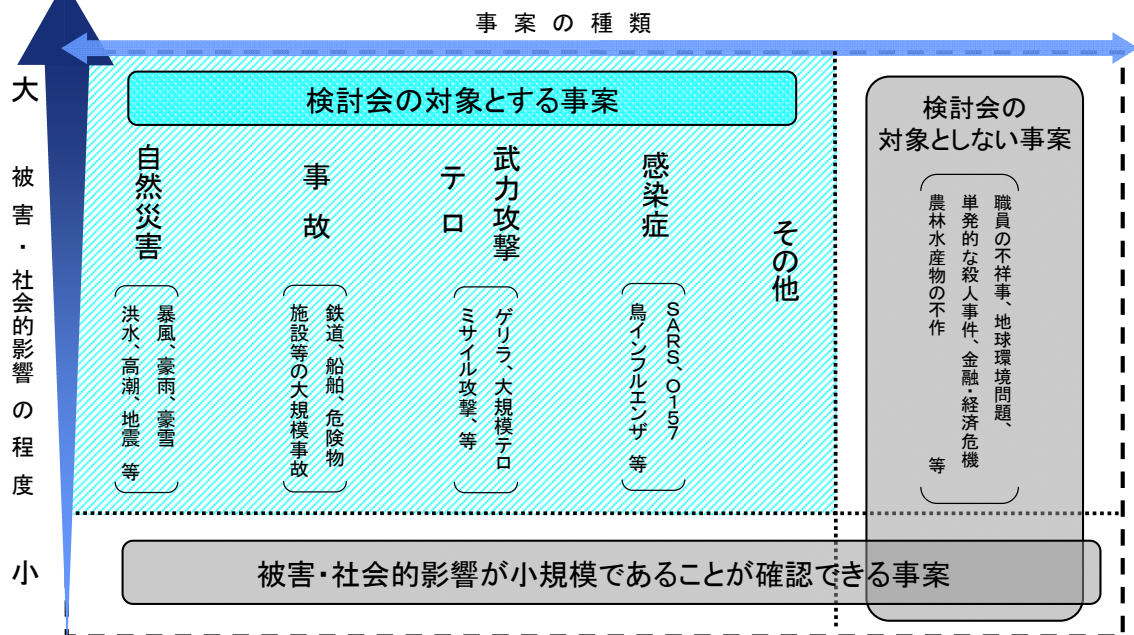 事案の種類
大
被害・社会的影響の程度
小
検討会の対象とする事案
自然災害
暴風、豪雨、豪雪
洪水、高潮、地震 等
事故
鉄道、船舶、危険物
施設等の大規模事故
武力攻撃
テロ
ゲリラ、大規模テロ
ミサイル攻撃、等
感染症
SARS、O157
鳥インフルエンザ 等
その他
検討会の
対象としない事案
職員の不祥事、地球環境問題、
単発的な殺人事件、金融・経済危機
農林水産物の不作 等
被害・社会的影響が小規模であることが確認できる事案